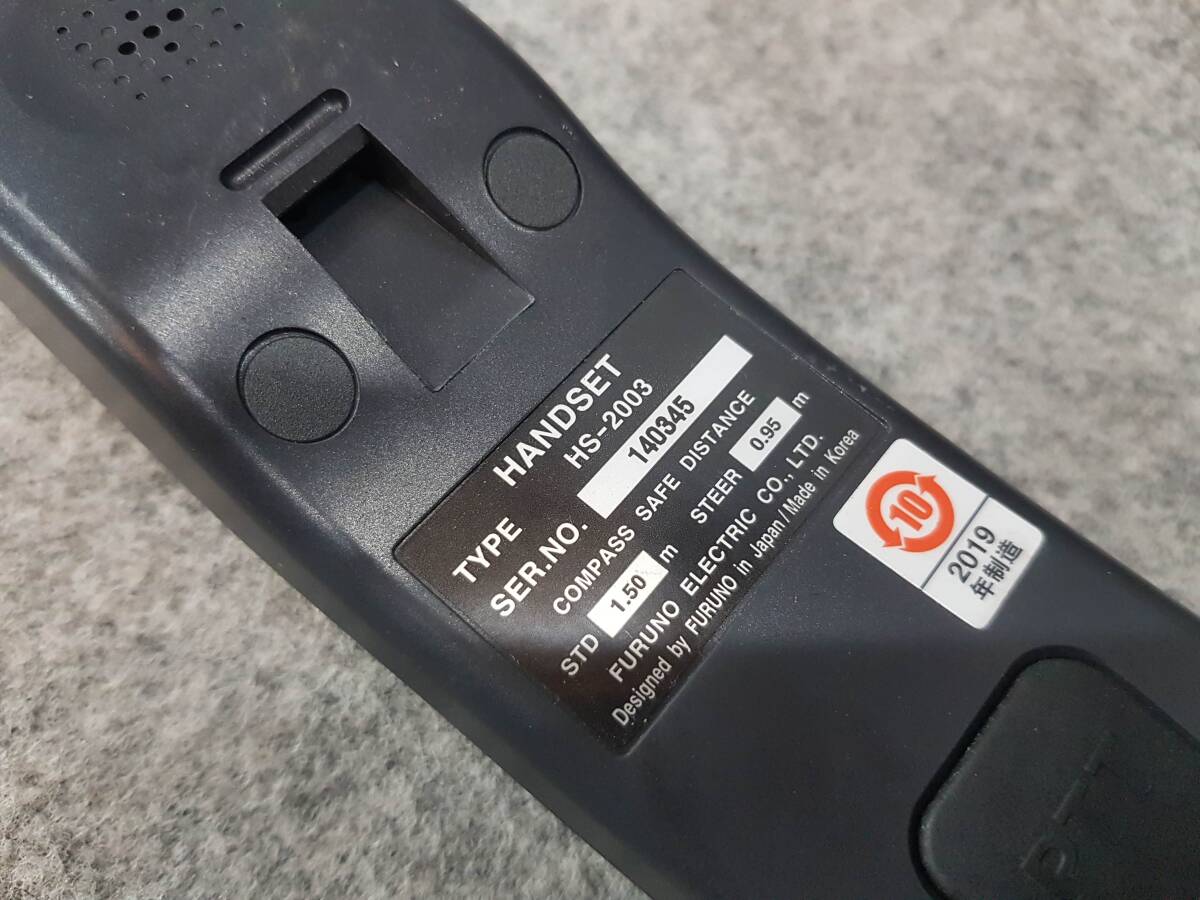 HANDSET
TYPE HS-2003
SER.NO. 140345
COMPASS SAFE DISTANCE
STD 1.50 m STEER 0.95 m
FURUNO ELECTRIC CO., LTD.
Designed by FURUNO in Japan / Made in Korea
10
2019
年制造
PTT